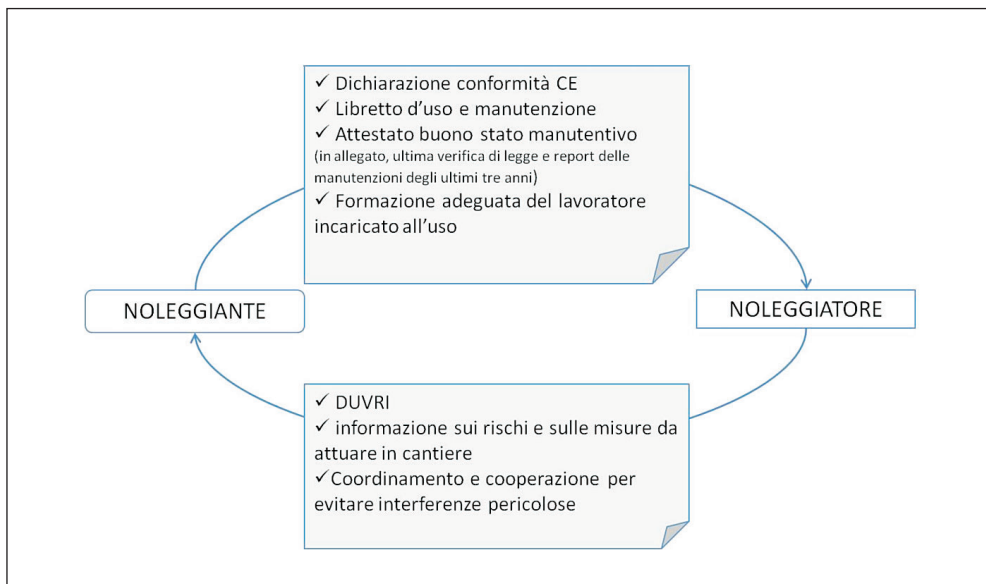 ✓ Dichiarazione conformità CE
✓ Libretto d'uso e manutenzione
✓ Attestato buono stato manutentivo
(in allegato, ultima verifica di legge e report delle
manutenzioni degli ultimi tre anni)
✓ Formazione adeguata del lavoratore
incaricato all'uso
NOLEGGIANTE
NOLEGGIATORE
✓ DUVRI
✓ informazione sui rischi e sulle misure da
attuare in cantiere
✓Coordinamento e cooperazione per
evitare interferenze pericolose